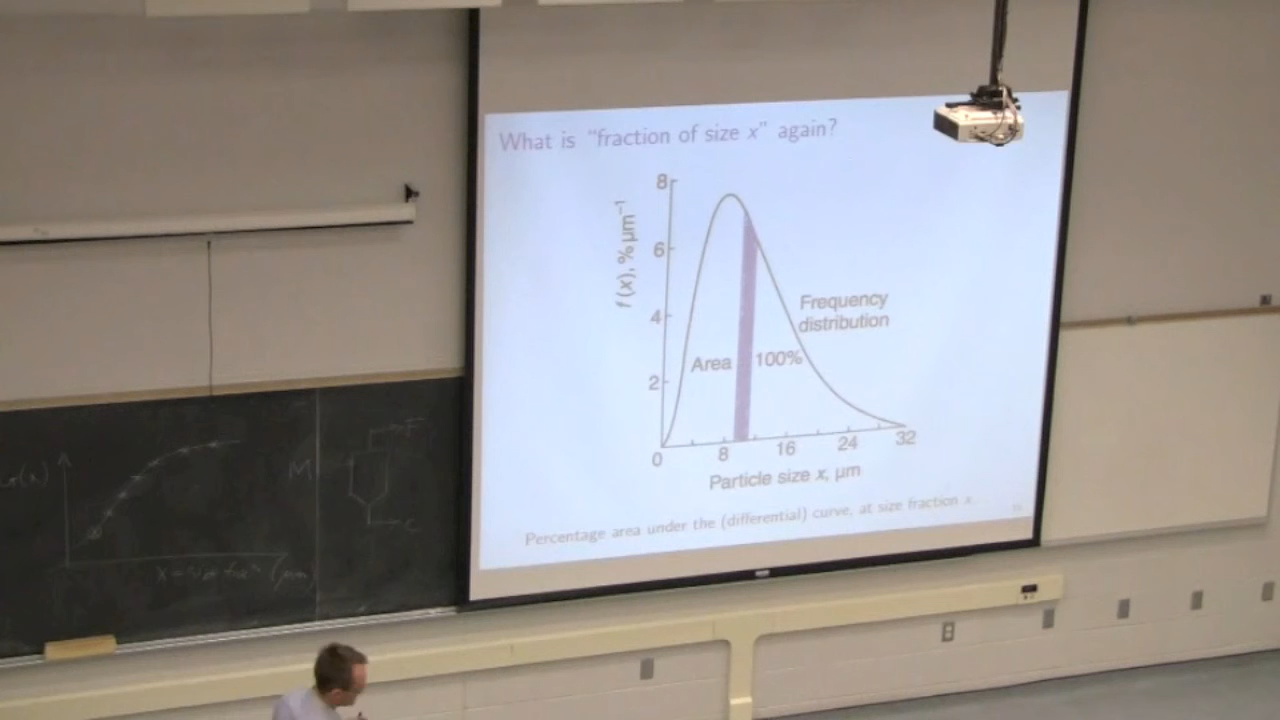 What is "fraction of size x" again?
8
6
4
2
0
8
16
24
32
f (x), % µm⁻¹
Frequency
distribution
Area 100%
Particle size x, µm
Percentage area under the (differential) curve, at size fraction x
G(x)
M
F
C